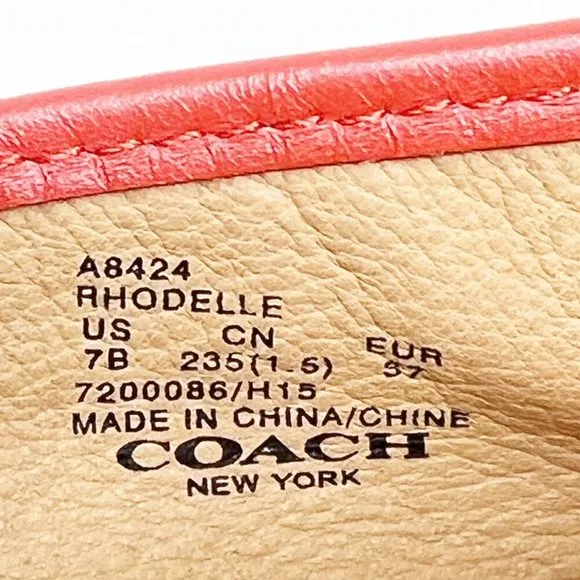 A8424
RHODELLE
US CN EUR
7B 235(1.5) 37
7200086/H15
MADE IN CHINA/CHINE
COACH
NEW YORK